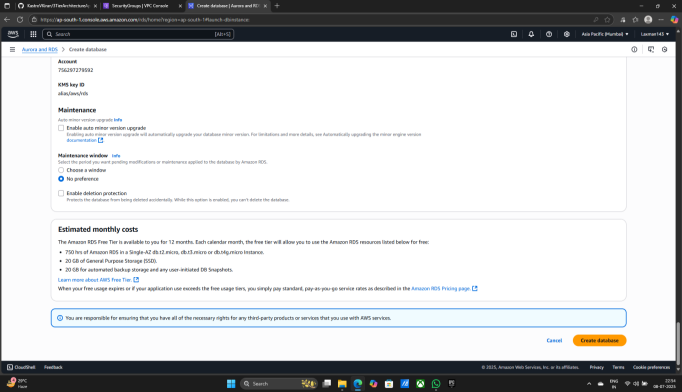 KastroVKiran/3TierArchitecture/
SecurityGroups | VPC Console
Create database | Aurora and RDS
https://ap-south-1.console.aws.amazon.com/rds/home?region=ap-south-1#launch-dbinstance:
aws
Search
[Alt+S]
Asia Pacific (Mumbai)
Laxman143
Aurora and RDS > Create database
Account
756297279592
KMS key ID
alias/aws/rds
Maintenance
Auto minor version upgrade Info
Enable auto minor version upgrade
Enabling auto minor version upgrade will automatically upgrade your database minor version. For limitations and more details, see Automatically upgrading the minor engine version
documentation
Maintenance window Info
Select the period you want pending modifications or maintenance applied to the database by Amazon RDS.
Choose a window
No preference
Enable deletion protection
Protects the database from being deleted accidentally. While this option is enabled, you can't delete the database.
Estimated monthly costs
The Amazon RDS Free Tier is available to you for 12 months. Each calendar month, the free tier will allow you to use the Amazon RDS resources listed below for free:
• 750 hrs of Amazon RDS in a Single-AZ db.t2.micro, db.t3.micro or db.t4g.micro Instance.
• 20 GB of General Purpose Storage (SSD).
• 20 GB for automated backup storage and any user-initiated DB Snapshots.
Learn more about AWS Free Tier.
When your free usage expires or if your application use exceeds the free usage tiers, you simply pay standard, pay-as-you-go service rates as described in the Amazon RDS Pricing page.
You are responsible for ensuring that you have all of the necessary rights for any third-party products or services that you use with AWS services.
Cancel
Create database
CloudShell
Feedback
© 2025, Amazon Web Services, Inc. or its affiliates.
Privacy
Terms
Cookie preferences
29°C
Haze
Search
ENG
IN
22:54
08-07-2025